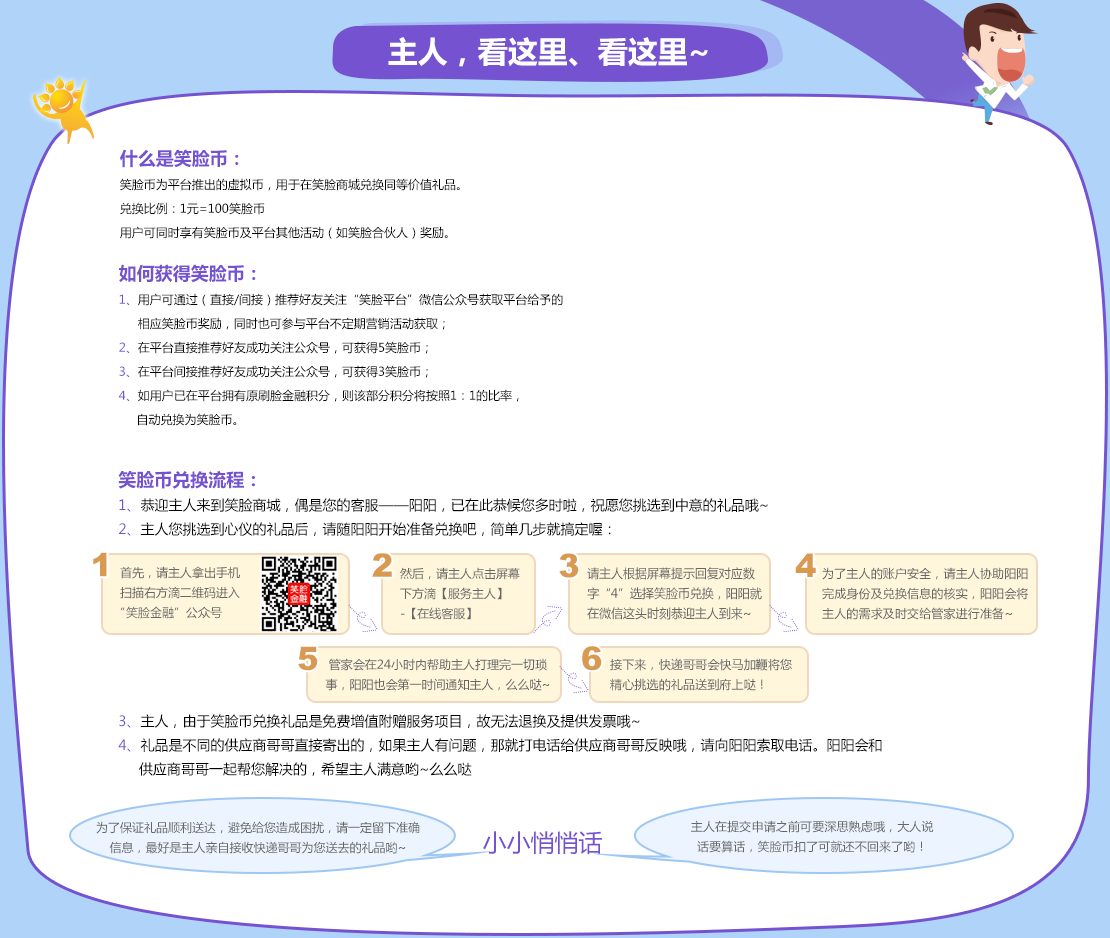 主人，看这里、看这里~
什么是笑脸币：
笑脸币为平台推出的虚拟币，用于在笑脸商城兑换同等价值礼品。
兑换比例：1元=100笑脸币
用户可同时享有笑脸币及平台其他活动（如笑脸合伙人）奖励。
如何获得笑脸币：
1、用户可通过（直接/间接）推荐好友关注“笑脸平台”微信公众号获取平台给予的
相应笑脸币奖励，同时也可参与平台不定期营销活动获取；
2、在平台直接推荐好友成功关注公众号，可获得5笑脸币；
3、在平台间接推荐好友成功关注公众号，可获得3笑脸币；
4、如用户已在平台拥有原刷脸金融积分，则该部分积分将按照1：1的比率，
自动兑换为笑脸币。
笑脸币兑换流程：
1、恭迎主人来到笑脸商城，偶是您的客服——阳阳，已在此恭候您多时啦，祝愿您挑选到中意的礼品哦~
2、主人您挑选到心仪的礼品后，请随阳阳开始准备兑换吧，简单几步就搞定喔：
1
首先，请主人拿出手机
扫描右方滴二维码进入
“笑脸金融”公众号
笑脸
金融
2
然后，请主人点击屏幕
下方滴【服务主人】
-【在线客服】
3
请主人根据屏幕提示回复对应数
字“4”选择笑脸币兑换，阳阳就
在微信这头时刻恭迎主人到来~
4
为了主人的账户安全，请主人协助阳阳
完成身份及兑换信息的核实，阳阳会将
主人的需求及时交给管家进行准备~
5
管家会在24小时内帮助主人打理完一切琐
事，阳阳也会第一时间通知主人，么么哒~
6
接下来，快递哥哥会快马加鞭将您
精心挑选的礼品送到府上哒！
3、主人，由于笑脸币兑换礼品是免费增值附赠服务项目，故无法退换及提供发票哦~
4、礼品是不同的供应商哥哥直接寄出的，如果主人有问题，那就打电话给供应商哥哥反映哦，请向阳阳索取电话。阳阳会和
供应商哥哥一起帮您解决的，希望主人满意哟~么么哒
为了保证礼品顺利送达，避免给您造成困扰，请一定留下准确
信息，最好是主人亲自接收快递哥哥为您送去的礼品哟~
小小悄悄话
主人在提交申请之前可要深思熟虑哦，大人说
话要算话，笑脸币扣了可就还不回来了哟！